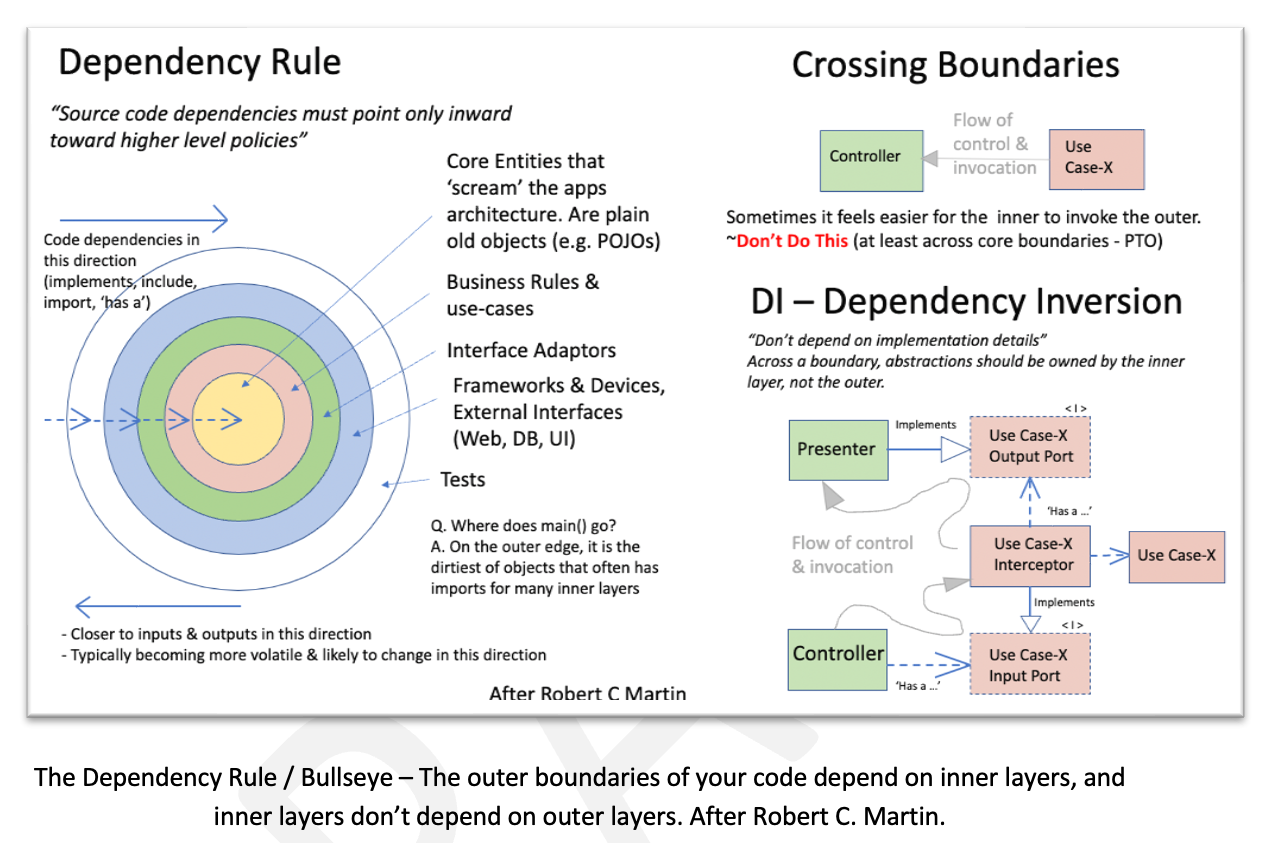 Dependency Rule
“Source code dependencies must point only inward
toward higher level policies”
Code dependencies in
this direction
(implements, include,
import, ‘has a’)
Core Entities that
‘scream’ the apps
architecture. Are plain
old objects (e.g. POJOs)
Business Rules &
use-cases
Interface Adaptors
Frameworks & Devices,
External Interfaces
(Web, DB, UI)
Tests
Q. Where does main() go?
A. On the outer edge, it is the
dirtiest of objects that often has
imports for many inner layers
- Closer to inputs & outputs in this direction
- Typically becoming more volatile & likely to change in this direction
After Robert C Martin
Crossing Boundaries
Controller
Flow of
control &
invocation
Use
Case-X
Sometimes it feels easier for the inner to invoke the outer.
~Don’t Do This (at least across core boundaries - PTO)
DI – Dependency Inversion
“Don’t depend on implementation details”
Across a boundary, abstractions should be owned by the inner
layer, not the outer.
Presenter
Implements
< I >
Use Case-X
Output Port
‘Has a ...’
Flow of control
& invocation
Use Case-X
Interceptor
Use Case-X
Implements
< I >
Controller
‘Has a ...’
Use Case-X
Input Port
The Dependency Rule / Bullseye – The outer boundaries of your code depend on inner layers, and
inner layers don’t depend on outer layers. After Robert C. Martin.